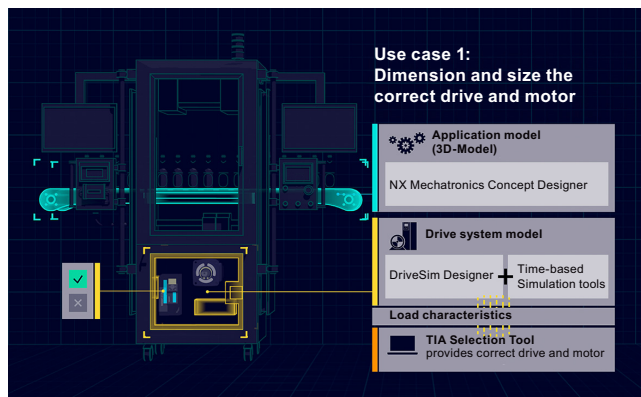 Use case 1:
Dimension and size the
correct drive and motor
Application model
(3D-Model)
NX Mechatronics Concept Designer
Drive system model
DriveSim Designer
+
Time-based
Simulation tools
Load characteristics
TIA Selection Tool
provides correct drive and motor